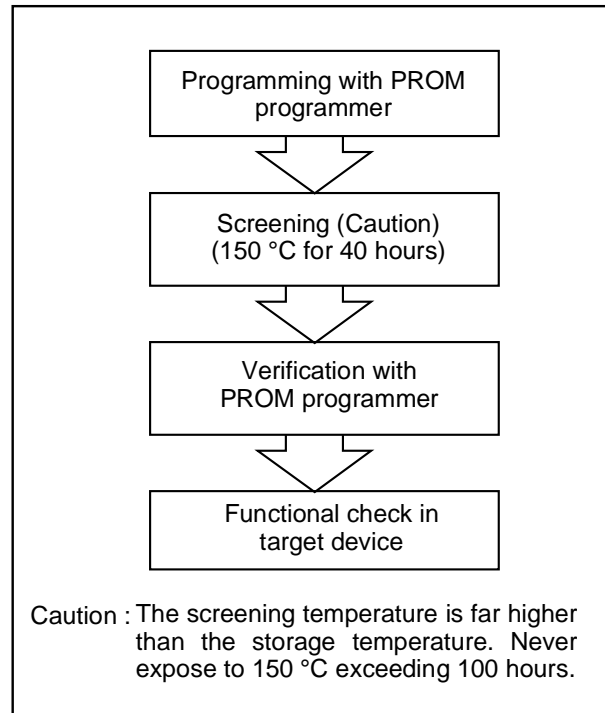 Programming with PROM
programmer
Screening (Caution)
(150 °C for 40 hours)
Verification with
PROM programmer
Functional check in
target device
Caution : The screening temperature is far higher
than the storage temperature. Never
expose to 150 °C exceeding 100 hours.